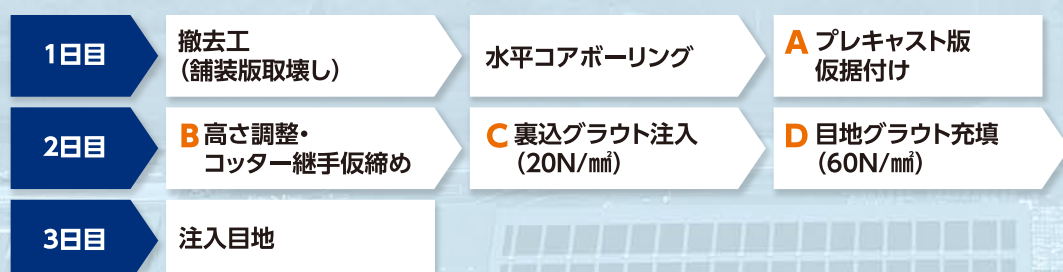 1日目
撤去工
(舗装版取壊し)
水平コアボーリング
A プレキャスト版
仮据付け
2日目
B 高さ調整・
コッター継手仮締め
C 裏込グラウト注入
(20N/㎟)
D 目地グラウト充填
(60N/㎟)
3日目
注入目地